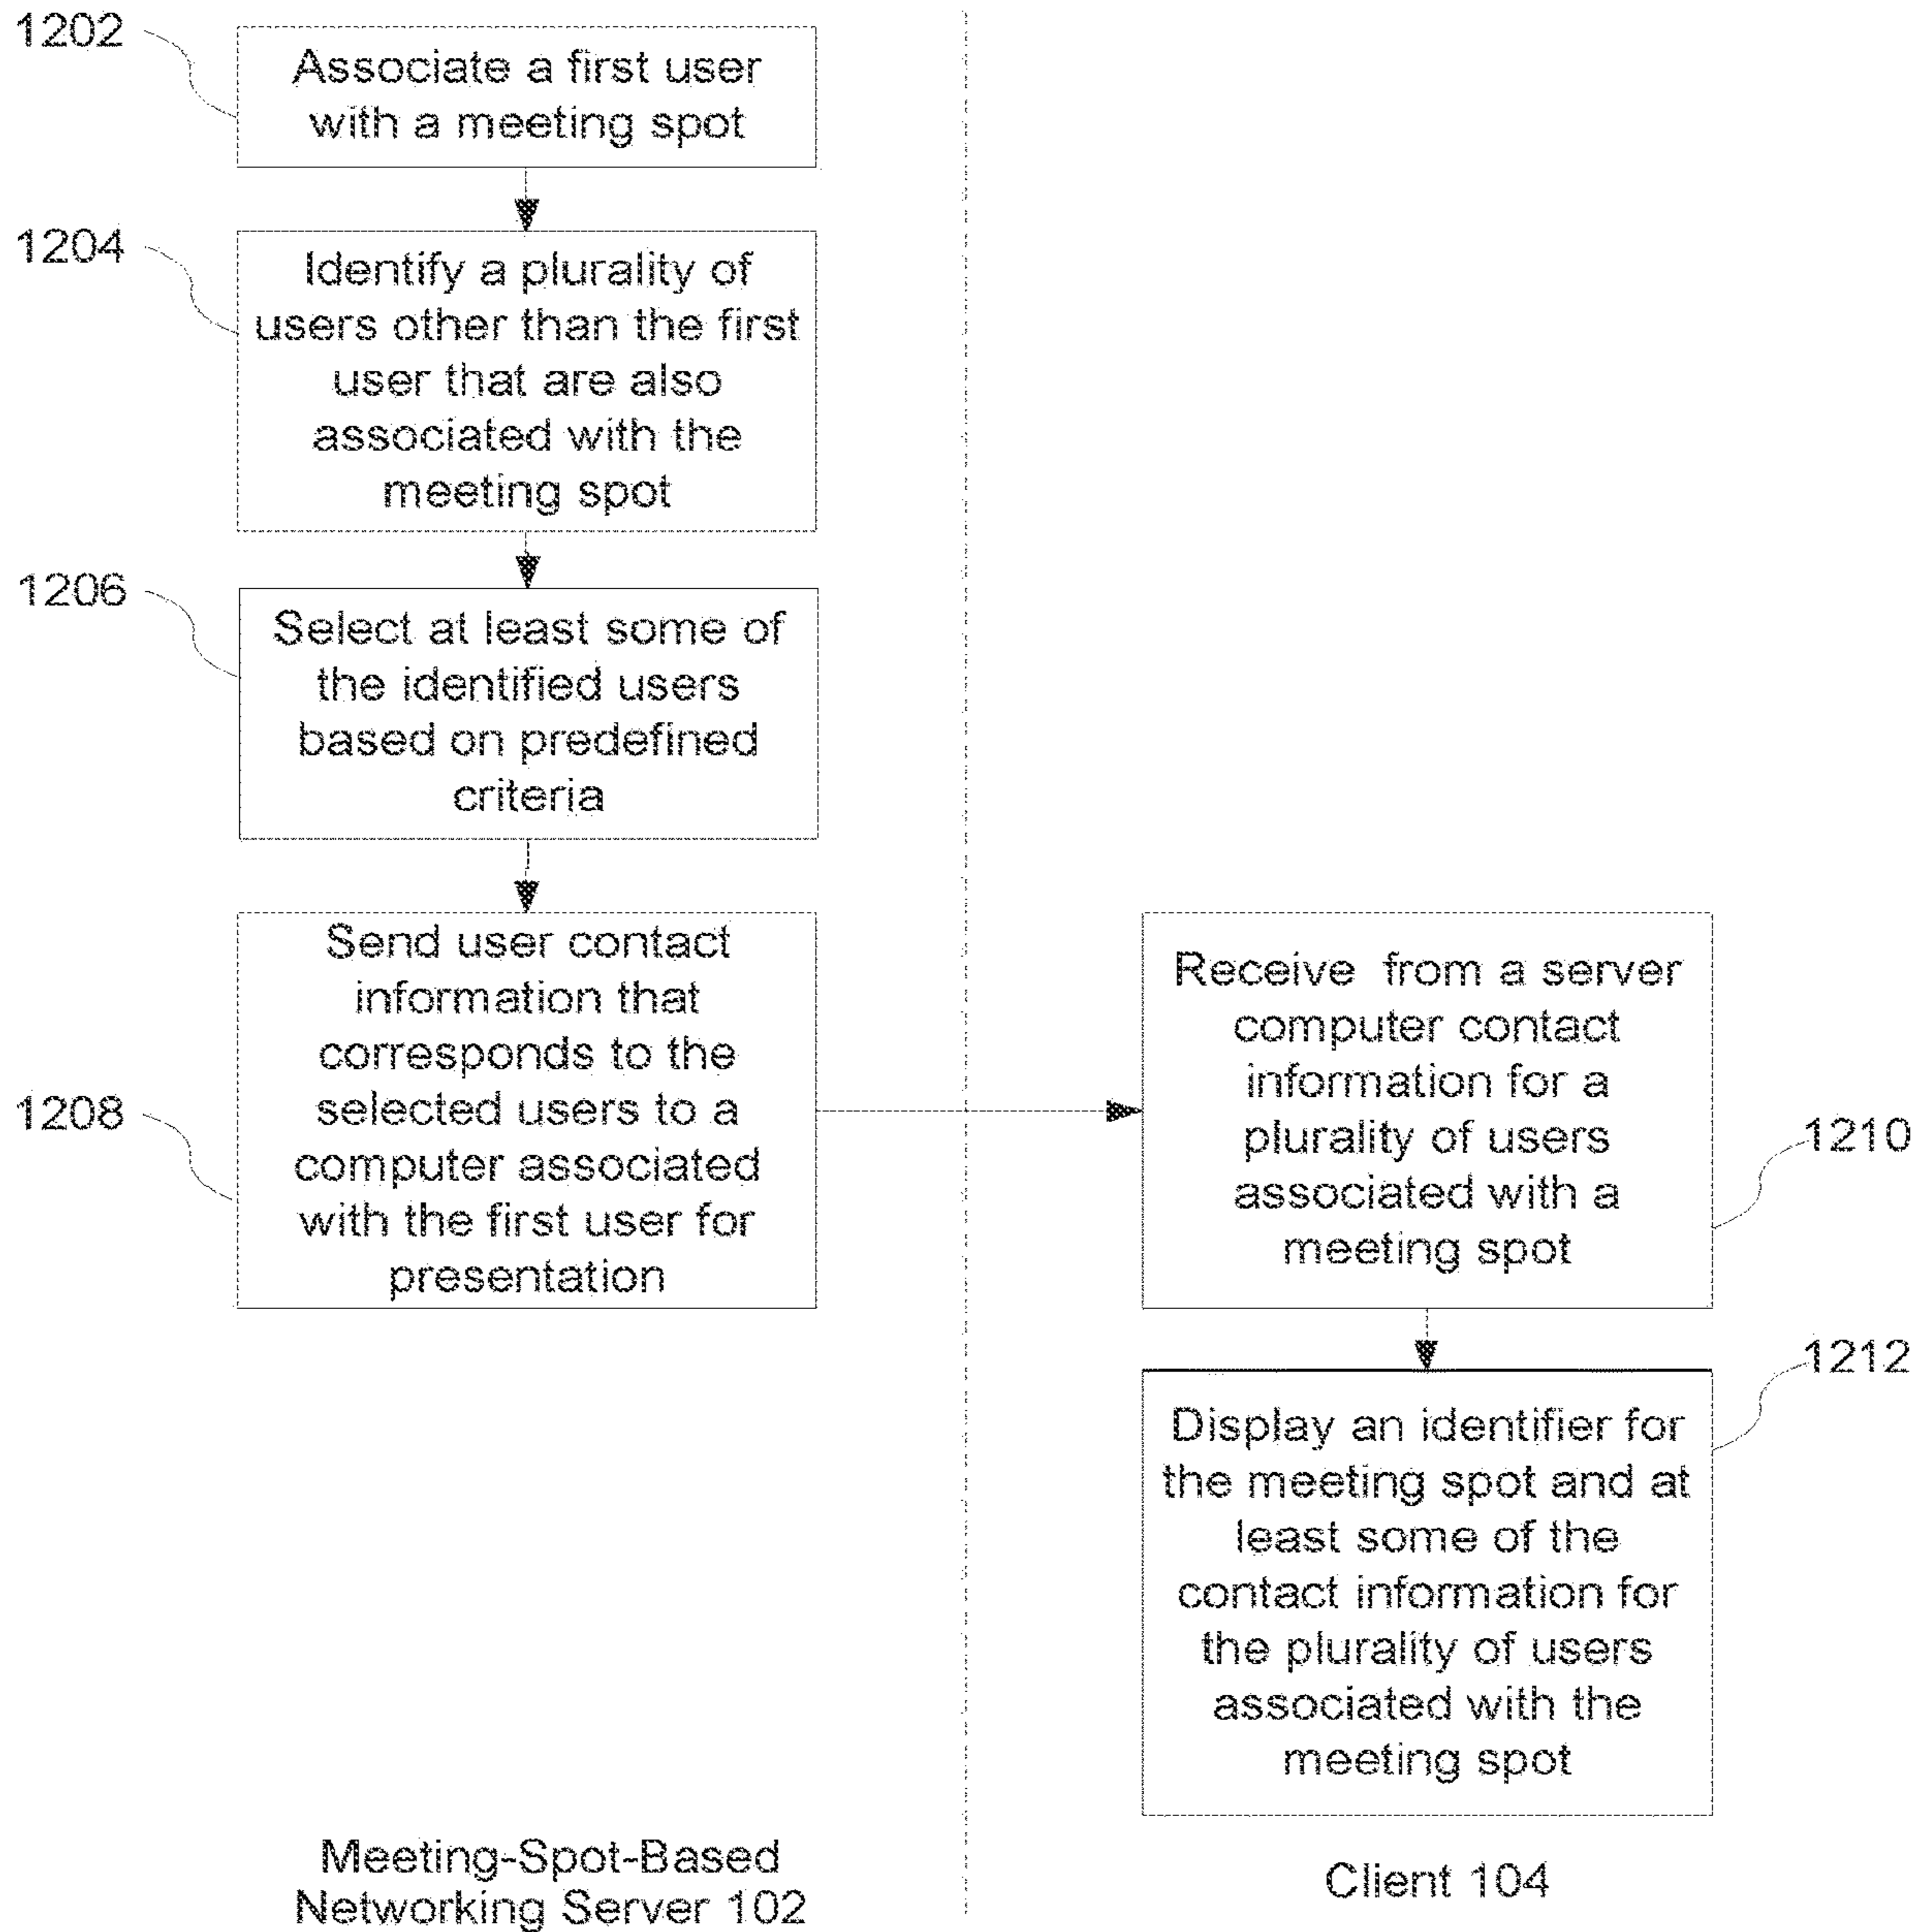 1202
Associate a first user
with a meeting spot
1204
Identify a plurality of
users other than the first
user that are also
associated with the
meeting spot
1206
Select at least some of
the identified users
based on predefined
criteria
1208
Send user contact
information that
corresponds to the
selected users to a
computer associated
with the first user for
presentation
Receive from a server
computer contact
information for a
plurality of users
associated with a
meeting spot
1210
1212
Display an identifier for
the meeting spot and at
least some of the
contact information for
the plurality of users
associated with the
meeting spot
Meeting-Spot-Based
Networking Server 102
Client 104